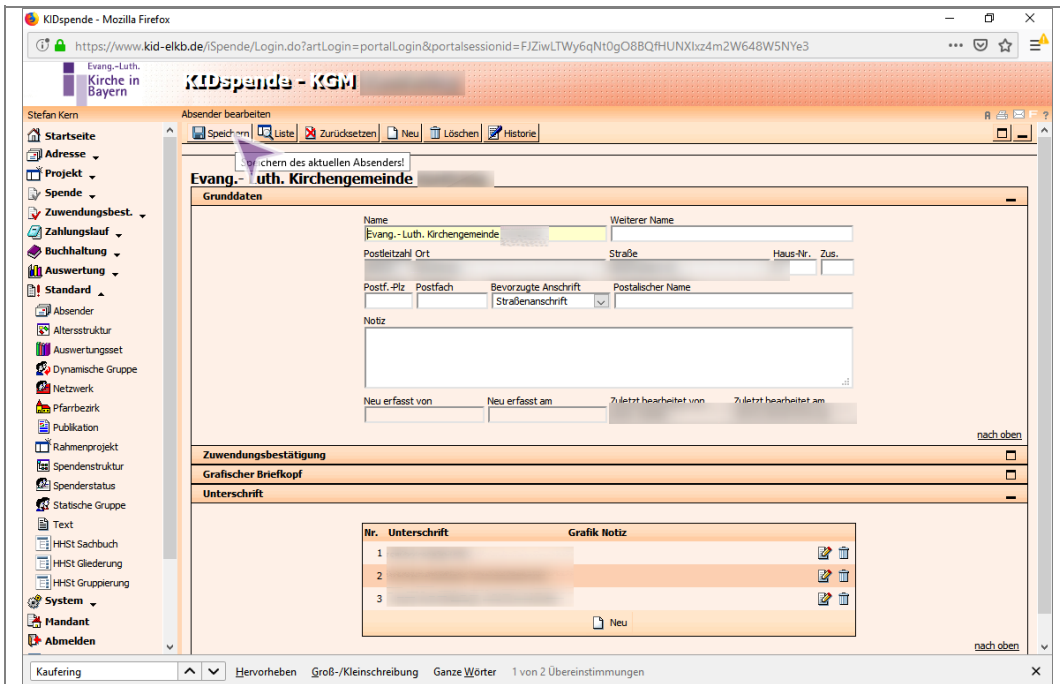 KIDspende - Mozilla Firefox
https://www.kid-elkb.de/iSpende/Login.do?artLogin=portalLogin&portalsessionid=FJZiwLTWy6qNt0gO8BQfHUNXIxz4m2W648W5NYe3
Evang.-Luth.
Kirche in
Bayern
KIDspende - KGM
Stefan Kern
Absender bearbeiten
R F ?
Startseite
Adresse
Projekt
Spende
Zuwendungsbest.
Zahlungslauf
Buchhaltung
Auswertung
Standard
Absender
Altersstruktur
Auswertungsset
Dynamische Gruppe
Netzwerk
Pfarrbezirk
Publikation
Rahmenprojekt
Spendenstruktur
Spenderstatus
Statische Gruppe
Text
HHSt Sachbuch
HHSt Gliederung
HHSt Gruppierung
System
Mandant
Abmelden
Speichern Liste Zurücksetzen Neu Löschen Historie
Speichern des aktuellen Absenders!
Evang.- Luth. Kirchengemeinde
Grunddaten
Name Weiterer Name
Evang.- Luth. Kirchengemeinde
Postleitzahl Ort Straße Haus-Nr. Zus.
Postf.-Plz Postfach Bevorzugte Anschrift Postalischer Name
Straßenanschrift
Notiz
Neu erfasst von Neu erfasst am Zuletzt bearbeitet von Zuletzt bearbeitet am
nach oben
Zuwendungsbestätigung
Grafischer Briefkopf
Unterschrift
Nr. Unterschrift Grafik Notiz
1
2
3
Neu
nach oben
Kaufering Hervorheben Groß-/Kleinschreibung Ganze Wörter 1 von 2 Übereinstimmungen